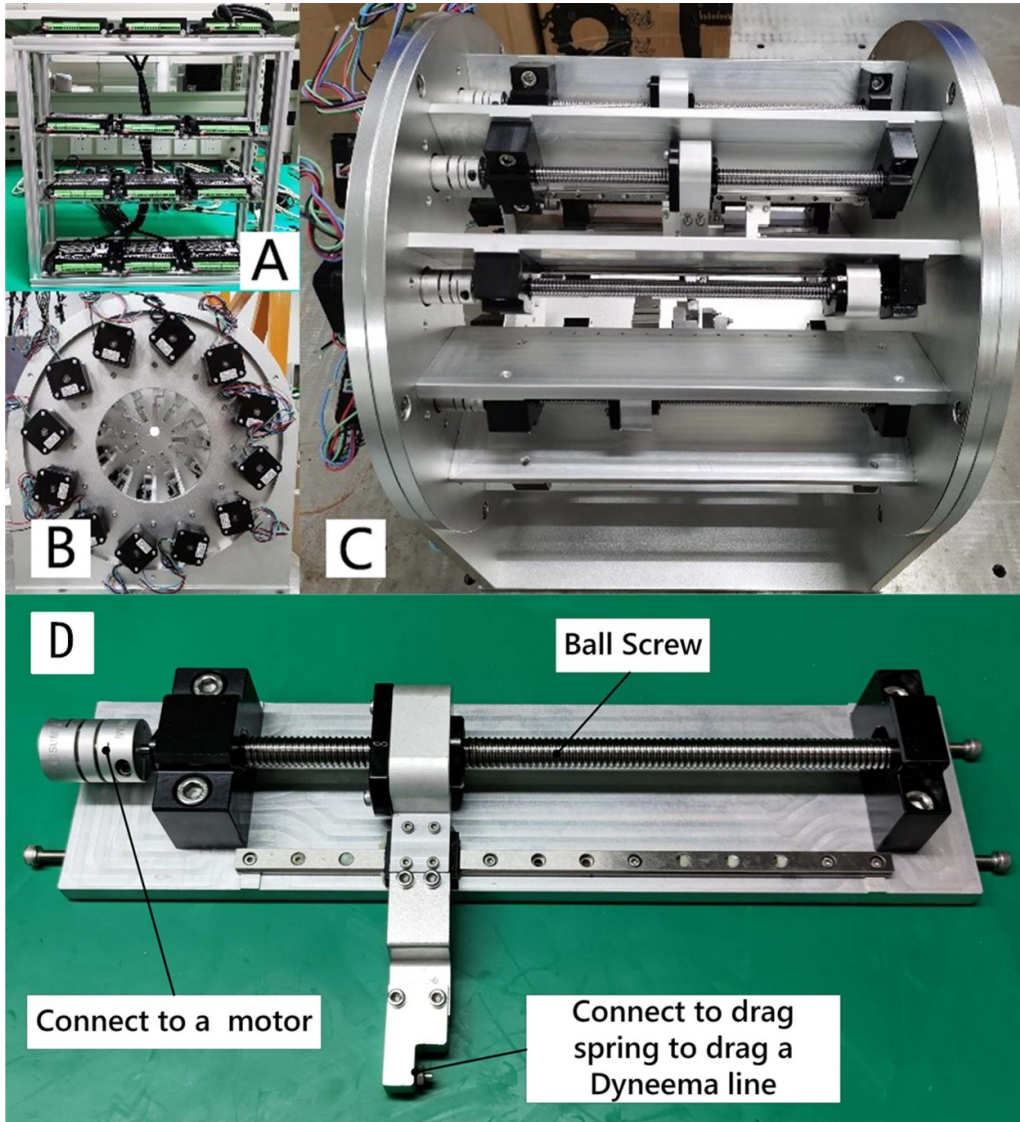 A
B
C
D
Ball Screw
Connect to a motor
Connect to drag
spring to drag a
Dyneema line